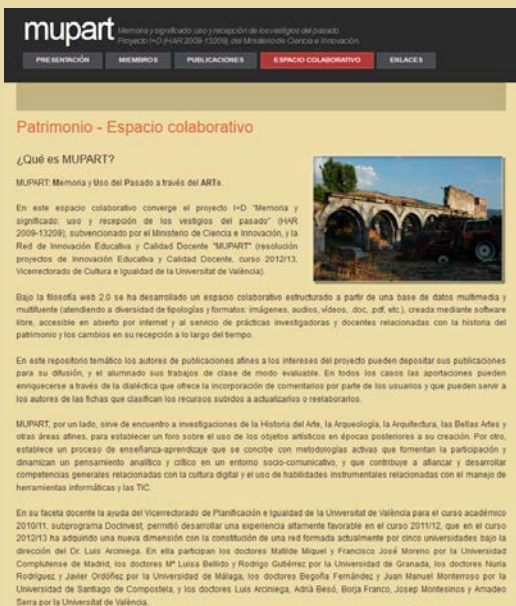 mupart Memoria y significado: uso y recepción de los vestigios del pasado.
Proyecto I+D (HAR 2009-13209), del Ministerio de Ciencia e Innovación.
PRESENTACIÓN MIEMBROS PUBLICACIONES ESPACIO COLABORATIVO ENLACES
Patrimonio - Espacio colaborativo
¿Qué es MUPART?
MUPART: Memoria y Uso del Pasado a través del ARTe.
En este espacio colaborativo converge el proyecto I+D "Memoria y
significado: uso y recepción de los vestigios del pasado" (HAR
2009-13209), subvencionado por el Ministerio de Ciencia e Innovación, y la
Red de Innovación Educativa y Calidad Docente "MUPART" (resolución
proyectos de Innovación Educativa y Calidad Docente, curso 2012/13,
Vicerrectorado de Cultura e Igualdad de la Universitat de València).
Bajo la filosofía web 2.0 se ha desarrollado un espacio colaborativo estructurado a partir de una base de datos multimedia y
multifuente (atendiendo a diversidad de tipologías y formatos: imágenes, audios, vídeos, .doc, .pdf, etc.), creada mediante software
libre, accesible en abierto por internet y al servicio de prácticas investigadoras y docentes relacionadas con la historia del
patrimonio y los cambios en su recepción a lo largo del tiempo.
En este repositorio temático los autores de publicaciones afines a los intereses del proyecto pueden depositar sus publicaciones
para su difusión, y el alumnado sus trabajos de clase de modo evaluable. En todos los casos las aportaciones pueden
enriquecerse a través de la dialéctica que ofrece la incorporación de comentarios por parte de los usuarios y que pueden servir a
los autores de las fichas que clasifican los recursos subidos a actualizarlos o reelaborarlos.
MUPART, por un lado, sirve de encuentro a investigaciones de la Historia del Arte, la Arqueología, la Arquitectura, las Bellas Artes y
otras áreas afines, para establecer un foro sobre el uso de los objetos artísticos en épocas posteriores a su creación. Por otro,
establece un proceso de enseñanza-aprendizaje que se concibe con metodologías activas que fomentan la participación y
dinamizan un pensamiento analítico y crítico en un entorno socio-comunicativo, y que contribuye a afianzar y desarrollar
competencias generales relacionadas con la cultura digital y el uso de habilidades instrumentales relacionadas con el manejo de
herramientas informáticas y las TIC.
En su faceta docente la ayuda del Vicerrectorado de Planificación e Igualdad de la Universitat de València para el curso académico
2010/11, subprograma DocInvest, permitió desarrollar una experiencia altamente favorable en el curso 2011/12, que en el curso
2012/13 ha adquirido una nueva dimensión con la constitución de una red formada actualmente por cinco universidades bajo la
dirección del Dr. Luis Arciniega. En ella participan los doctores Matilde Miquel y Francisco José Moreno por la Universidad
Complutense de Madrid, los doctores Mª Luisa Bellido y Rodrigo Gutiérrez por la Universidad de Granada, los doctores Nuria
Rodríguez y Javier Ordóñez por la Universidad de Málaga, los doctores Begoña Fernández y Juan Manuel Monterroso por la
Universidad de Santiago de Compostela, y los doctores Luis Arciniega, Adrià Besó, Borja Franco, Josep Montesinos y Amadeo
Serra por la Universitat de València.